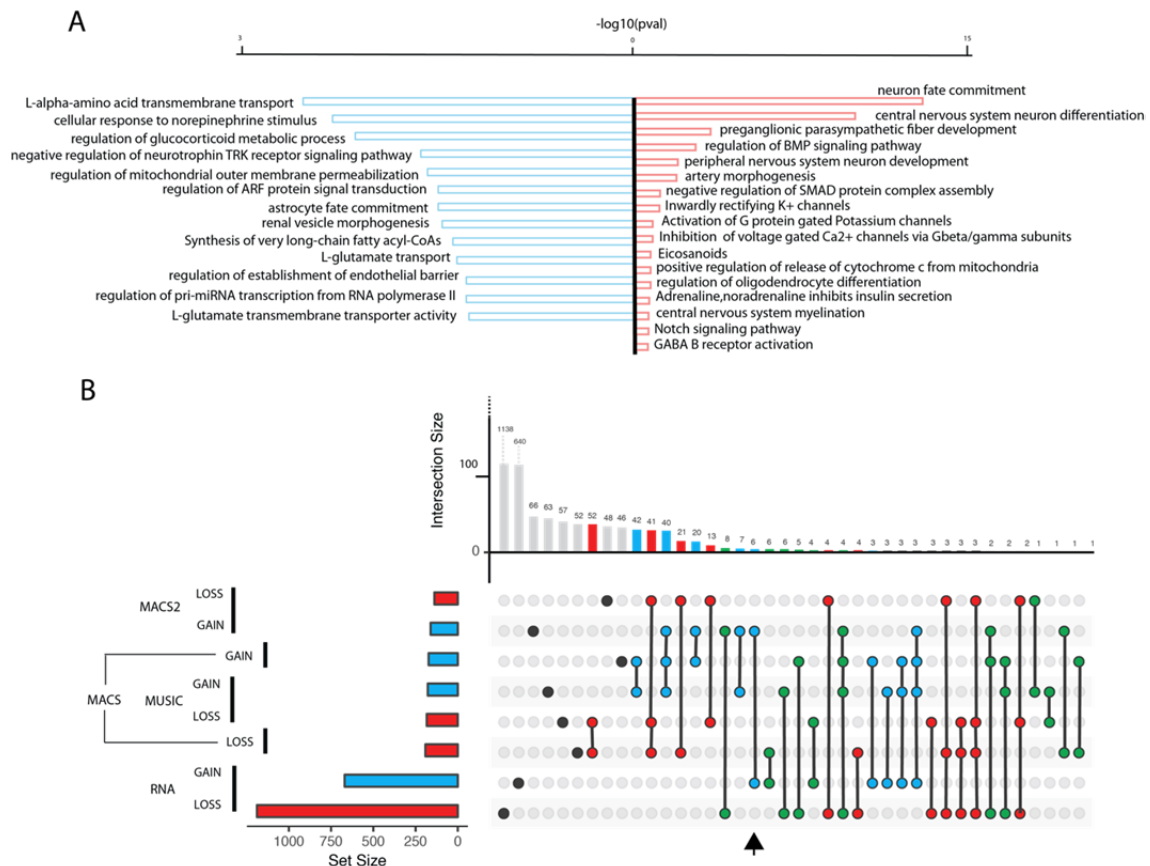 A
-log10(pval)
3 0 15
L-alpha-amino acid transmembrane transport
cellular response to norepinephrine stimulus
regulation of glucocorticoid metabolic process
negative regulation of neurotrophin TRK receptor signaling pathway
regulation of mitochondrial outer membrane permeabilization
regulation of ARF protein signal transduction
astrocyte fate commitment
renal vesicle morphogenesis
Synthesis of very long-chain fatty acyl-CoAs
L-glutamate transport
regulation of establishment of endothelial barrier
regulation of pri-miRNA transcription from RNA polymerase II
L-glutamate transmembrane transporter activity
neuron fate commitment
central nervous system neuron differentiation
preganglionic parasympathetic fiber development
regulation of BMP signaling pathway
peripheral nervous system neuron development
artery morphogenesis
negative regulation of SMAD protein complex assembly
Inwardly rectifying K+ channels
Activation of G protein gated Potassium channels
Inhibition of voltage gated Ca2+ channels via Gbeta/gamma subunits
Eicosanoids
positive regulation of release of cytochrome c from mitochondria
regulation of oligodendrocyte differentiation
Adrenaline,noradrenaline inhibits insulin secretion
central nervous system myelination
Notch signaling pathway
GABA B receptor activation
B
Intersection Size
100
0
1138 640 66 63 57 52 52 48 46 42 41 40 21 20 13 8 7 6 6 6 5 4 4 4 4 3 3 3 3 3 3 3 3 2 2 2 1 1 1 1
MACS2
LOSS
GAIN
GAIN
MACS
MUSIC
GAIN
LOSS
LOSS
RNA
GAIN
LOSS
1000 750 500 250 0
Set Size